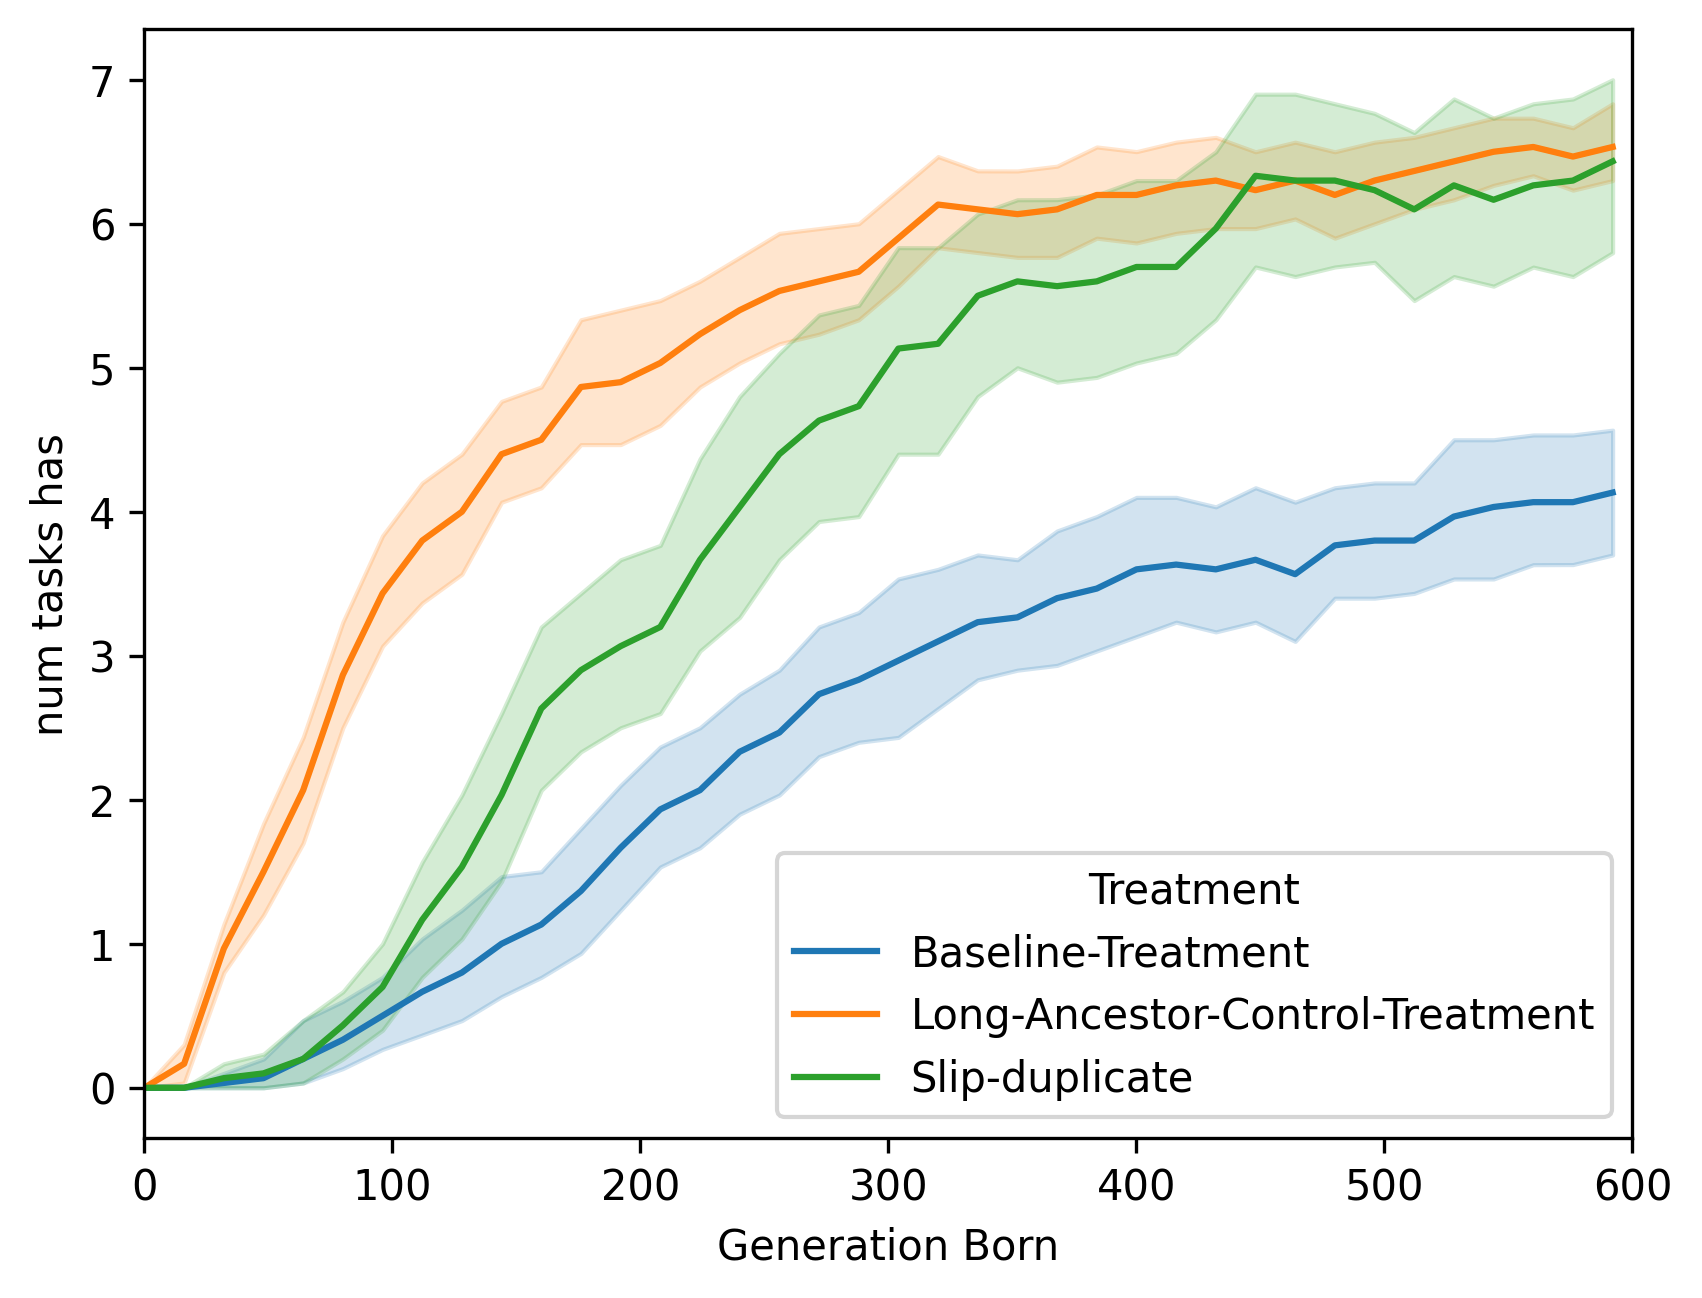 7
6
5
4
3
2
1
0
num tasks has
Treatment
Baseline-Treatment
Long-Ancestor-Control-Treatment
Slip-duplicate
0 100 200 300 400 500 600
Generation Born